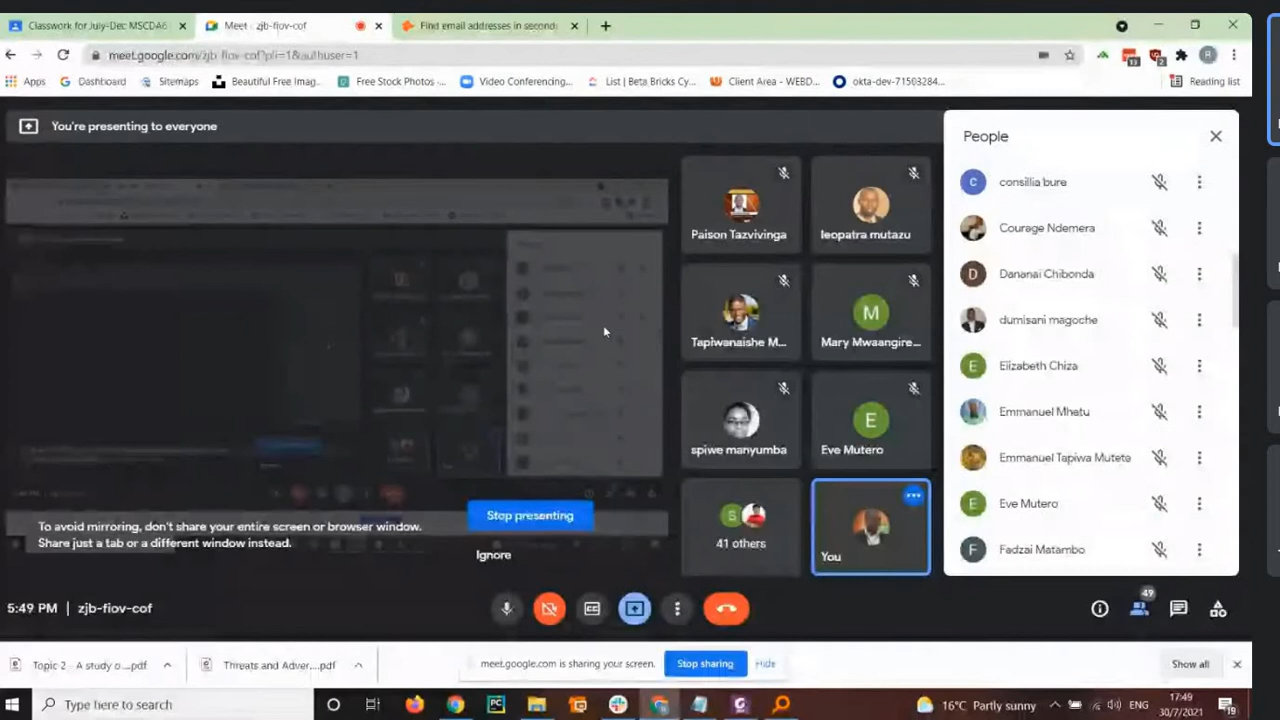 Classwork for July-Dec MSCDA6
Meet - zjb-fiov-cof
Find email addresses in second
meet.google.com/zjb-fiov-cof?pli=1&authuser=1
Apps
Dashboard
Sitemaps
Beautiful Free Imag...
Free Stock Photos -...
Video Conferencing,...
List | Beta Bricks Cy...
Client Area - WEBD...
okta-dev-71503284...
Reading list
You're presenting to everyone
Paison Tazvivinga
leopatra mutazu
Tapiwanaishe M...
M
Mary Mwaangire...
spiwe manyumba
E
Eve Mutero
S
41 others
You
To avoid mirroring, don't share your entire screen or browser window.
Share just a tab or a different window instead.
Stop presenting
Ignore
People
C
consillia bure
Courage Ndemera
D
Dananai Chibonda
dumisani magoche
E
Elizabeth Chiza
Emmanuel Mhetu
Emmanuel Tapiwa Mutete
E
Eve Mutero
F
Fadzai Matambo
5:49 PM | zjb-fiov-cof
49
Topic 2 - A study o....pdf
Threats and Adver....pdf
meet.google.com is sharing your screen.
Stop sharing
Hide
Show all
Type here to search
PC
16°C Partly sunny
ENG
17:49
30/7/2021
19